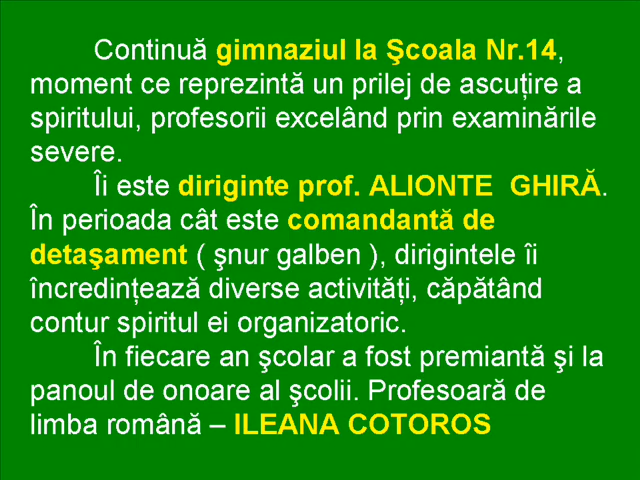 Continuă gimnaziul la Şcoala Nr.14,
moment ce reprezintă un prilej de ascuțire a
spiritului, profesorii excelând prin examinările
severe.
Îi este diriginte prof. ALIONTE  GHIRĂ.
În perioada cât este comandantă de
detaşament ( şnur galben ), dirigintele îi
încredințează diverse activități, căpătând
contur spiritul ei organizatoric.
În fiecare an şcolar a fost premiantă şi la
panoul de onoare al şcolii. Profesoară de
limba română – ILEANA COTOROS